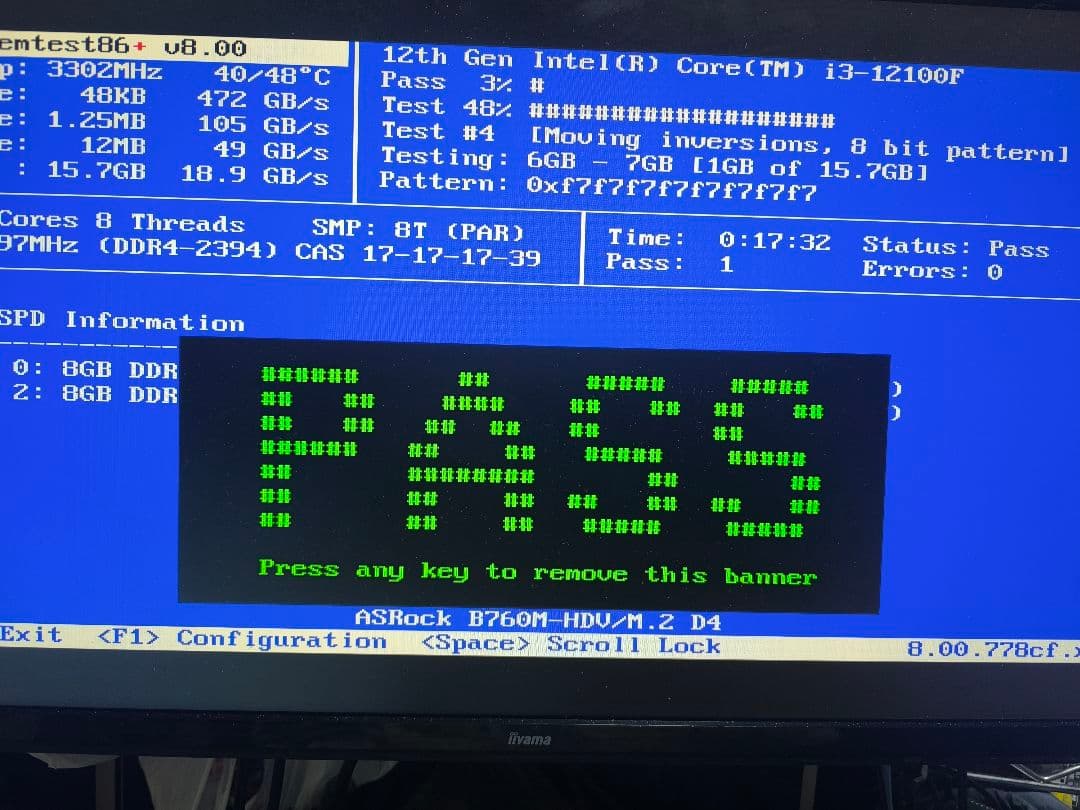 emtest86+ v8.00
p: 3302MHz 40/48°C
e: 48KB 472 GB/s
e: 1.25MB 105 GB/s
e: 12MB 49 GB/s
: 15.7GB 18.9 GB/s
12th Gen Intel(R) Core(TM) i3-12100F
Pass 3% #
Test 48% ###################
Test #4 [Moving inversions, 8 bit pattern]
Testing: 6GB - 7GB [1GB of 15.7GB]
Pattern: 0xf7f7f7f7f7f7f7f7
Cores 8 Threads SMP: 8T (PAR)
97MHz (DDR4-2394) CAS 17-17-17-39
Time: 0:17:32 Status: Pass
Pass: 1 Errors: 0
SPD Information
0: 8GB DDR )
2: 8GB DDR )
PASS
Press any key to remove this banner
ASRock B760M-HDV/M.2 D4
Exit <F1> Configuration <Space> Scroll Lock 8.00.778cf.x
iiyama